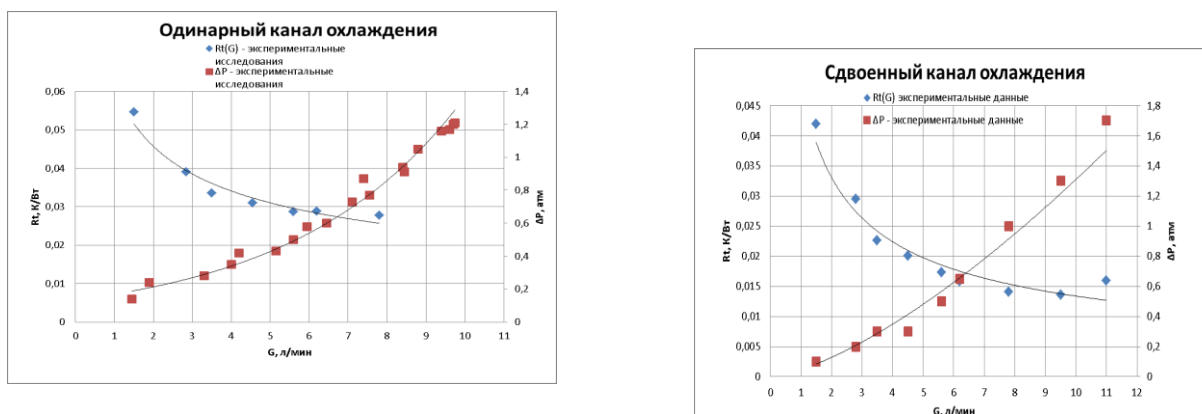 Одинарный канал охлаждения
Rt(G) - экспериментальные
исследования
ΔP - экспериментальные
исследования
0,06
0,05
0,04
0,03
0,02
0,01
0
Rt, К/Вт
1,4
1,2
1
0,8
0,6
0,4
0,2
0
ΔP, атм
0 1 2 3 4 5 6 7 8 9 10 11
G, л/мин
Сдвоенный канал охлаждения
Rt(G) экспериментальные данные
ΔP - экспериментальные данные
0,045
0,04
0,035
0,03
0,025
0,02
0,015
0,01
0,005
0
Rt, К/Вт
1,8
1,6
1,4
1,2
1
0,8
0,6
0,4
0,2
0
ΔP, атм
0 1 2 3 4 5 6 7 8 9 10 11 12
G, л/мин